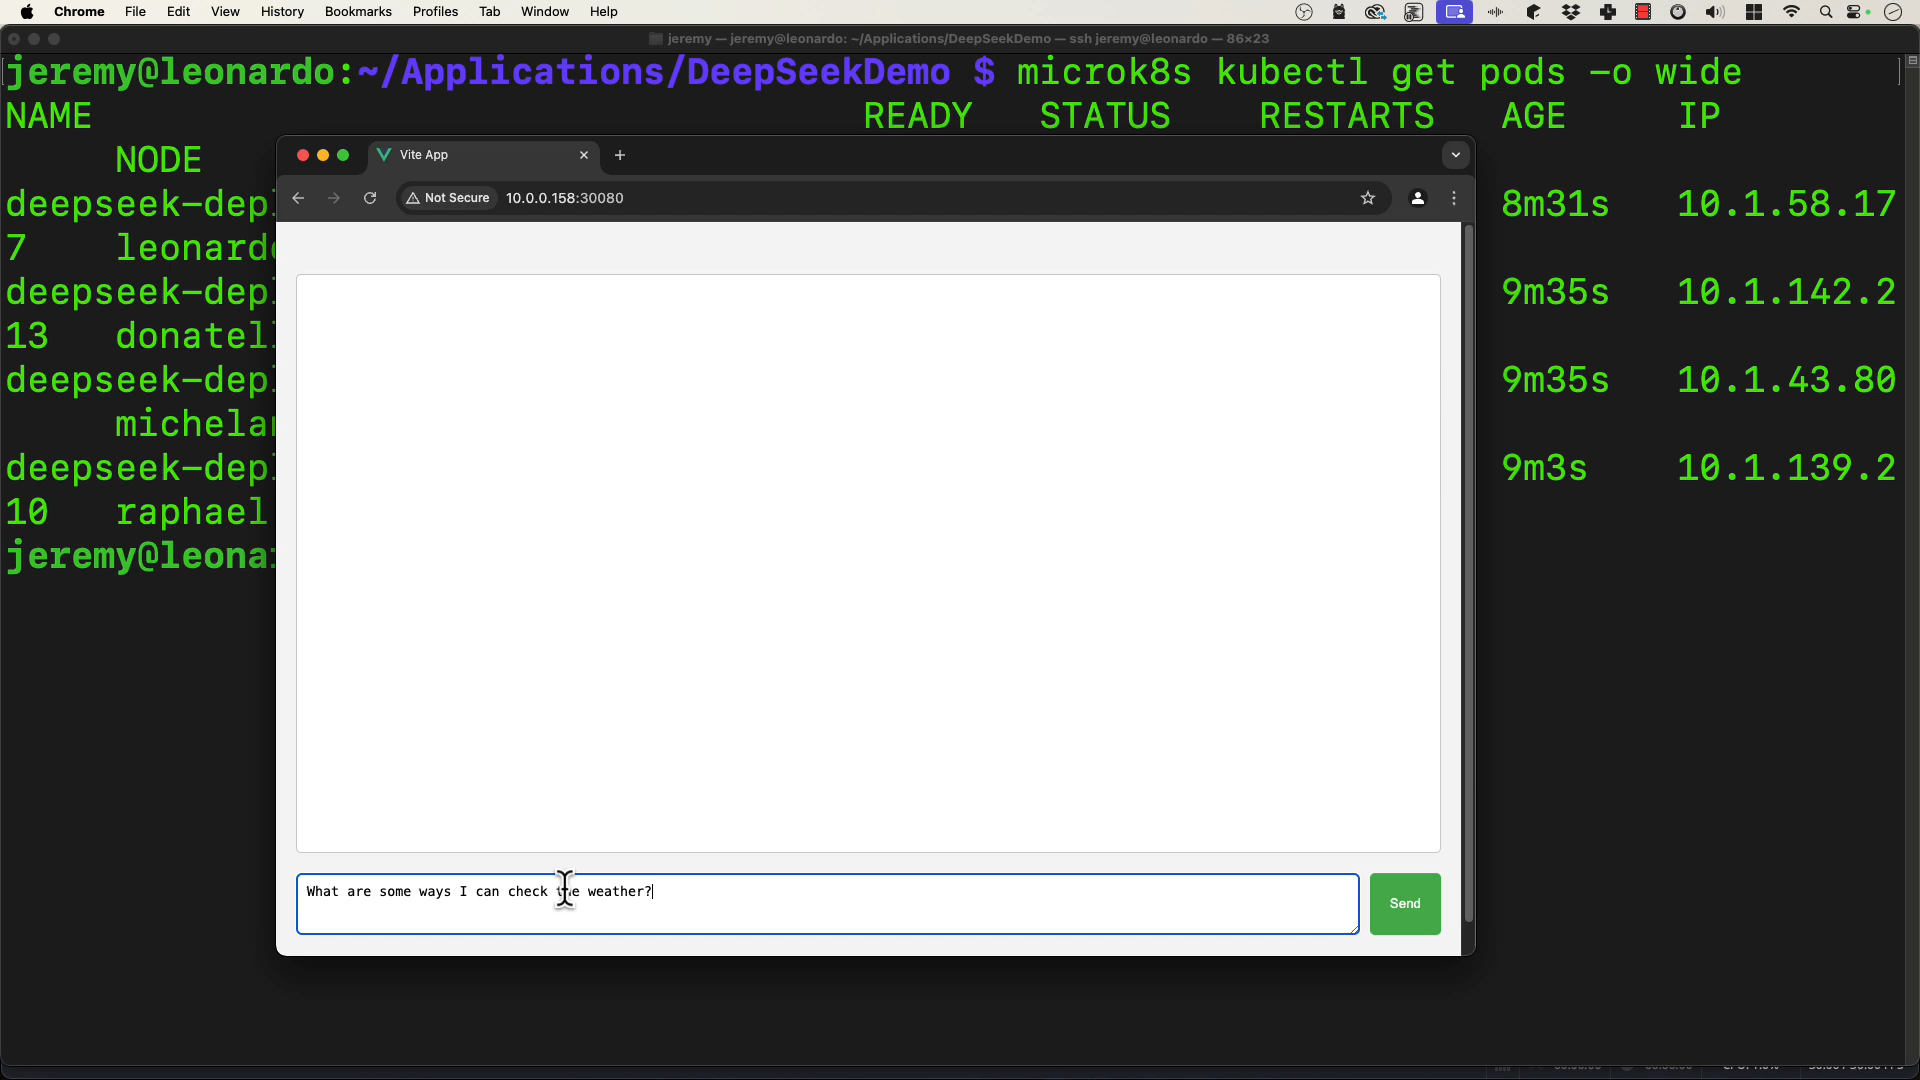 Chrome File Edit View History Bookmarks Profiles Tab Window Help
jeremy — jeremy@leonardo: ~/Applications/DeepSeekDemo — ssh jeremy@leonardo — 86×23
jeremy@leonardo:~/Applications/DeepSeekDemo $ microk8s kubectl get pods -o wide
NAME READY STATUS RESTARTS AGE IP
NODE
deepseek-dep 8m31s 10.1.58.17
7 leonard
deepseek-dep 9m35s 10.1.142.2
13 donatel
deepseek-dep 9m35s 10.1.43.80
michela
deepseek-dep 9m3s 10.1.139.2
10 raphael
jeremy@leona
Vite App
Not Secure 10.0.0.158:30080
What are some ways I can check the weather?
Send